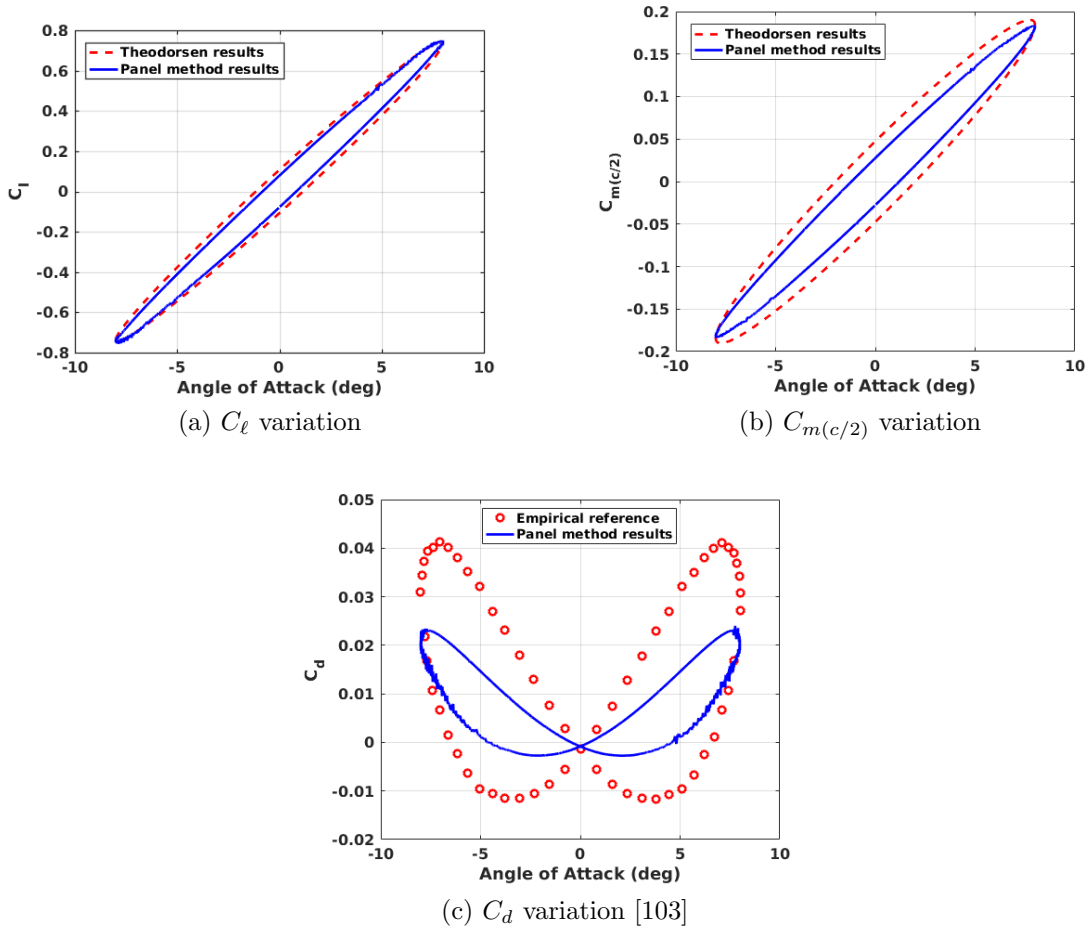 0.8
0.6
0.4
0.2
0
-0.2
-0.4
-0.6
-0.8
C_l
Theodorsen results
Panel method results
-10 -5 0 5 10
Angle of Attack (deg)
(a) C_ℓ variation
0.2
0.15
0.1
0.05
0
-0.05
-0.1
-0.15
-0.2
C_m(c/2)
Theodorsen results
Panel method results
-10 -5 0 5 10
Angle of Attack (deg)
(b) C_m(c/2) variation
0.05
0.04
0.03
0.02
0.01
0
-0.01
-0.02
C_d
Empirical reference
Panel method results
-10 -5 0 5 10
Angle of Attack (deg)
(c) C_d variation [103]